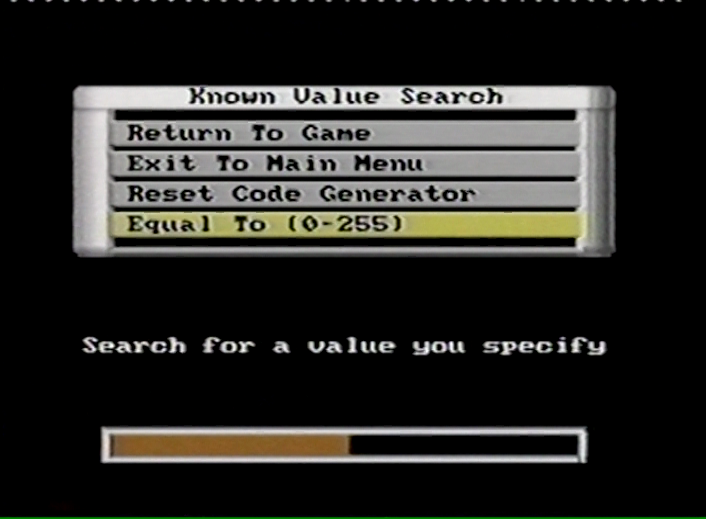 Known Value Search
Return To Game
Exit To Main Menu
Reset Code Generator
Equal To (0-255)
Search for a value you specify